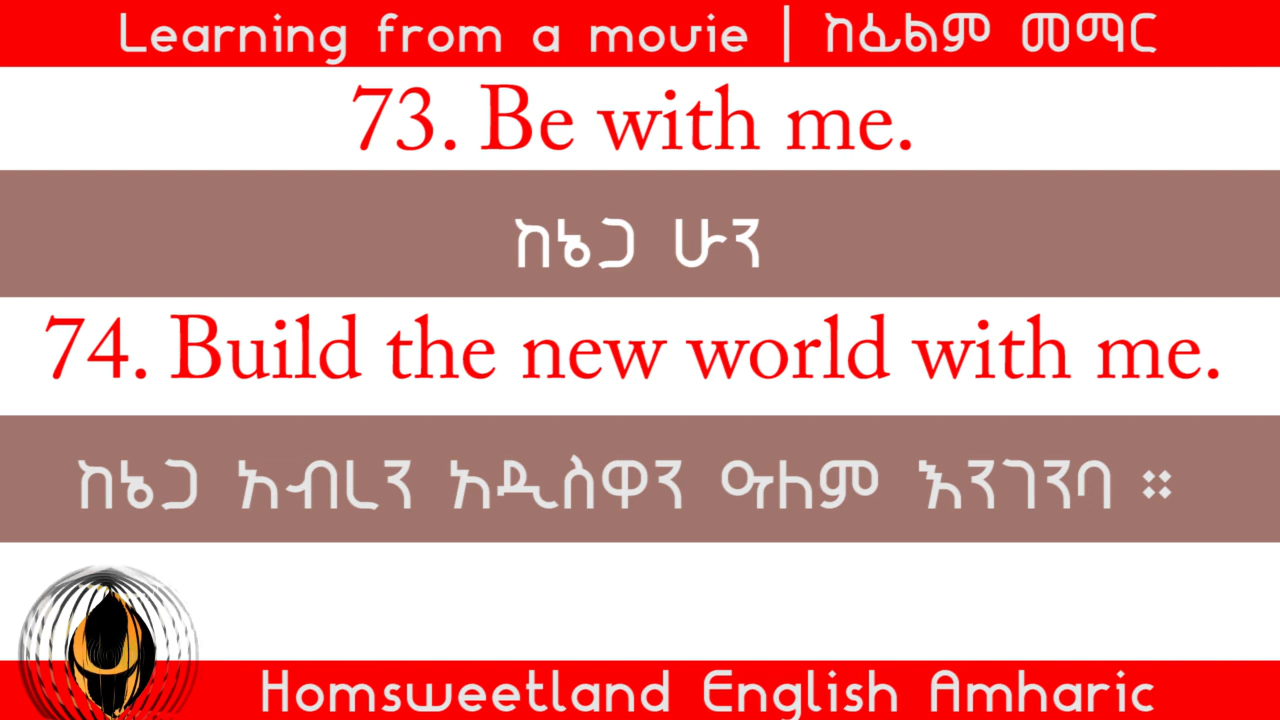 Learning from a movie | ከፊልም መማር
73. Be with me.
ከኔጋ ሁን
74. Build the new world with me.
ከኔጋ አብረን አዲስዋን ዓለም እንገንባ ።
Homsweetland English Amharic